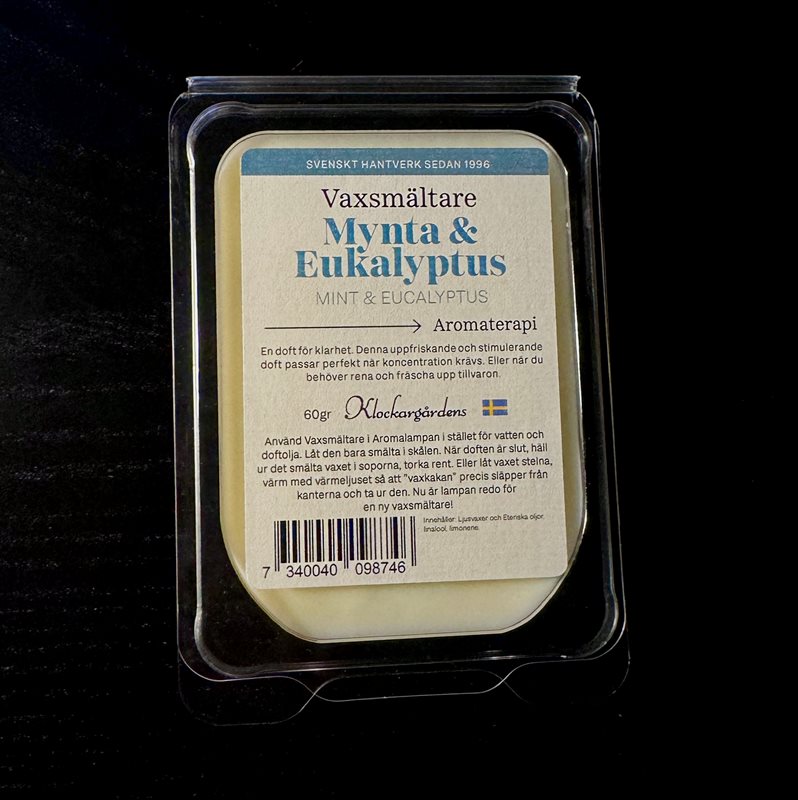 SVENSKT HANTVERK SEDAN 1996
Vaxsmältare
Mynta &
Eukalyptus
MINT & EUCALYPTUS
Aromaterapi
En doft för klarhet. Denna uppfriskande och stimulerande
doft passar perfekt när koncentration krävs. Eller när du
behöver rena och fräscha upp tillvaron.
60gr Klockargårdens
Använd Vaxsmältare i Aromalampan i stället för vatten och
doftolja. Låt den bara smälta i skålen. När doften är slut, häll
ur det smälta vaxet i soporna, torka rent. Eller låt vaxet stelna,
värm med värmeljuset så att "vaxkakan" precis släpper från
kanterna och ta ur den. Nu är lampan redo för
en ny vaxsmältare!
Innehåller: Ljusvaxer och Eteriska oljor,
linalool, limonene.
7 340040 098746